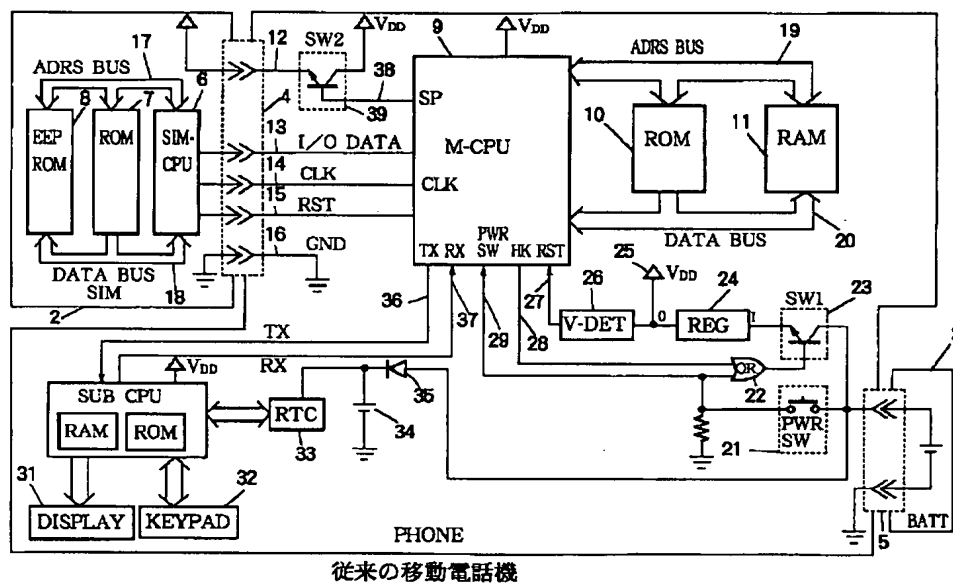 17
6
ADRS BUS
8
7
EEP ROM
ROM
SIM-CPU
DATA BUS
18
SIM
2
12
4
13
I/O DATA
14
CLK
15
RST
16
GND
SW2
VDD
38
39
9
VDD
SP
M-CPU
CLK
TX
RX
PWR SW
HK
RST
19
ADRS BUS
10
ROM
11
RAM
DATA BUS
20
36
37
29
28
27
26
V-DET
25
VDD
O
24
REG
I
SW1
23
OR
22
PWR SW
21
TX
RX
VDD
SUB CPU
RAM
ROM
RTC
33
34
35
31
DISPLAY
32
KEYPAD
PHONE
5
BATT
従来の移動電話機